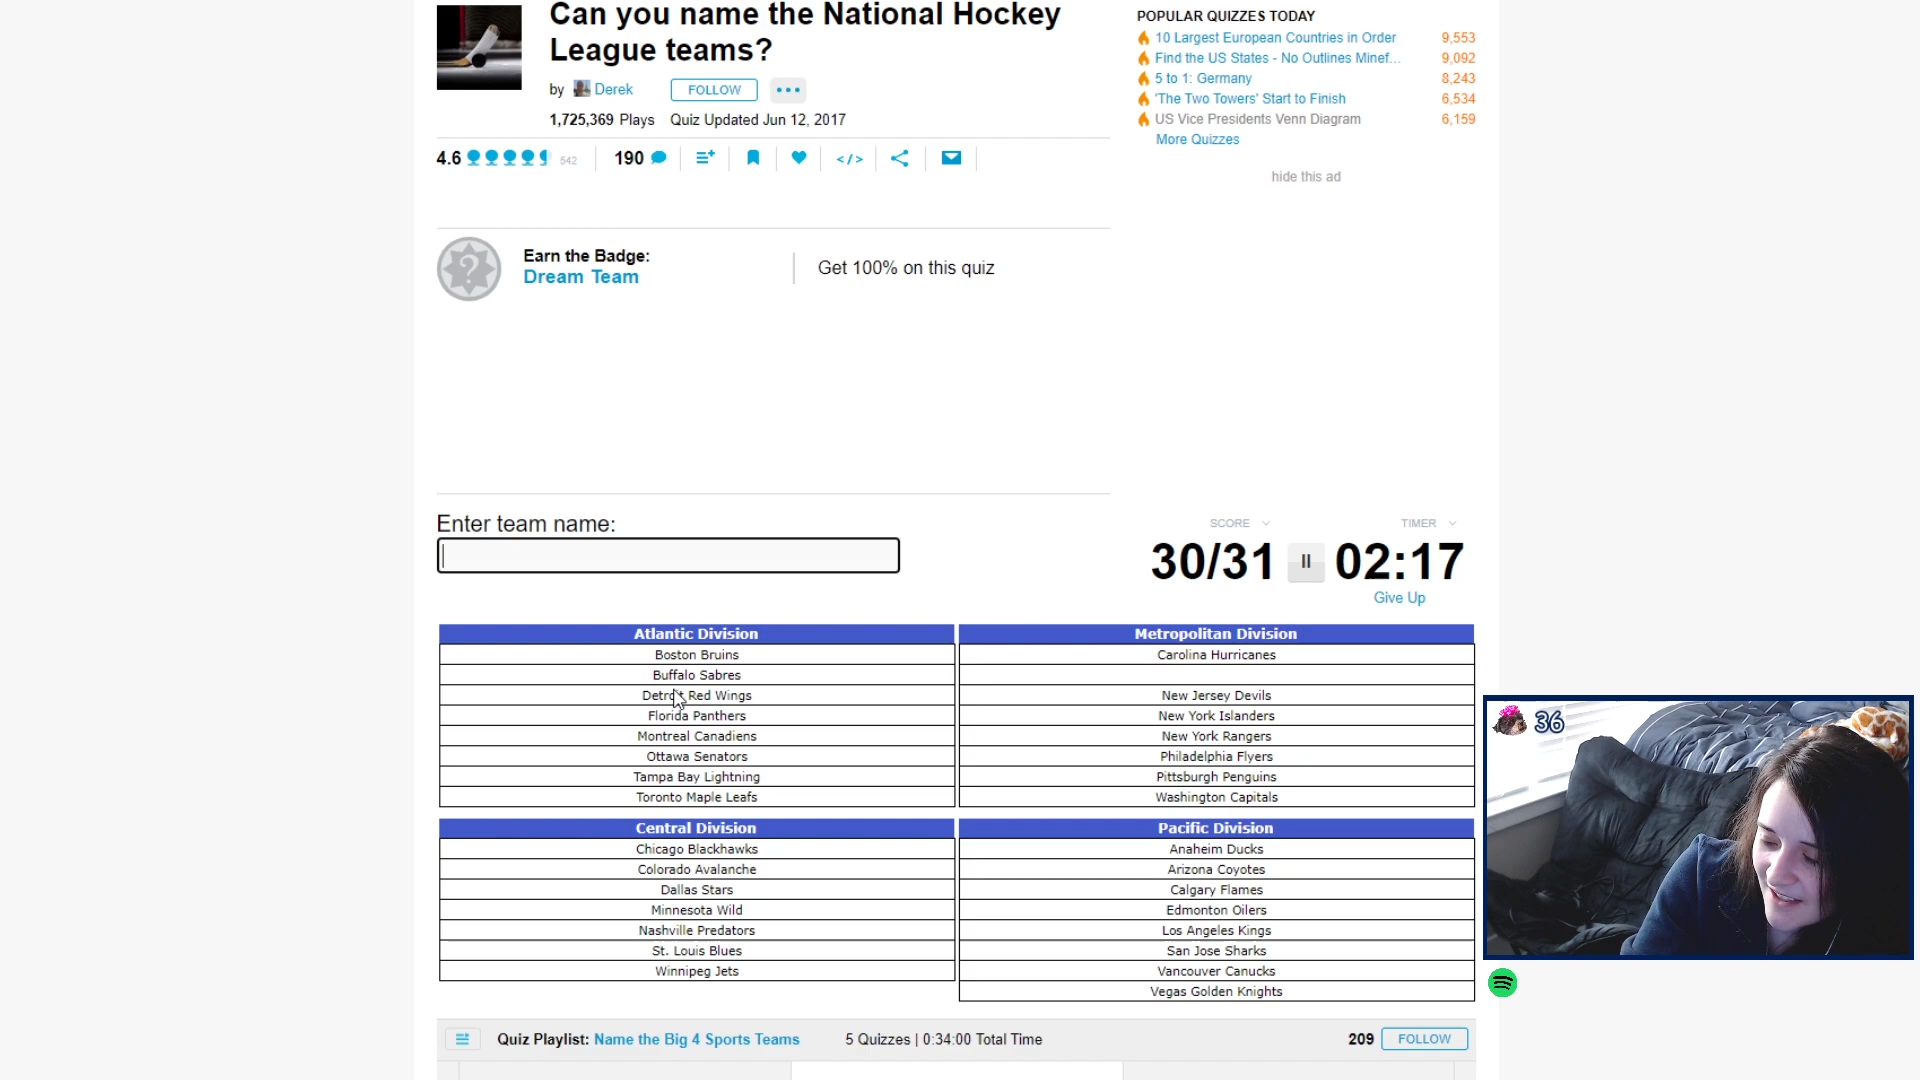 Can you name the National Hockey
League teams?
by Derek FOLLOW
1,725,369 Plays Quiz Updated Jun 12, 2017
4.6 542 190 </>
POPULAR QUIZZES TODAY
10 Largest European Countries in Order 9,553
Find the US States - No Outlines Minef... 9,092
5 to 1: Germany 8,243
'The Two Towers' Start to Finish 6,534
US Vice Presidents Venn Diagram 6,159
More Quizzes
hide this ad
Earn the Badge:
Dream Team
Get 100% on this quiz
Enter team name:
SCORE TIMER
30/31 02:17
Give Up
Atlantic Division
Boston Bruins
Buffalo Sabres
Detroit Red Wings
Florida Panthers
Montreal Canadiens
Ottawa Senators
Tampa Bay Lightning
Toronto Maple Leafs
Metropolitan Division
Carolina Hurricanes
New Jersey Devils
New York Islanders
New York Rangers
Philadelphia Flyers
Pittsburgh Penguins
Washington Capitals
Central Division
Chicago Blackhawks
Colorado Avalanche
Dallas Stars
Minnesota Wild
Nashville Predators
St. Louis Blues
Winnipeg Jets
Pacific Division
Anaheim Ducks
Arizona Coyotes
Calgary Flames
Edmonton Oilers
Los Angeles Kings
San Jose Sharks
Vancouver Canucks
Vegas Golden Knights
36
Quiz Playlist: Name the Big 4 Sports Teams 5 Quizzes | 0:34:00 Total Time 209 FOLLOW